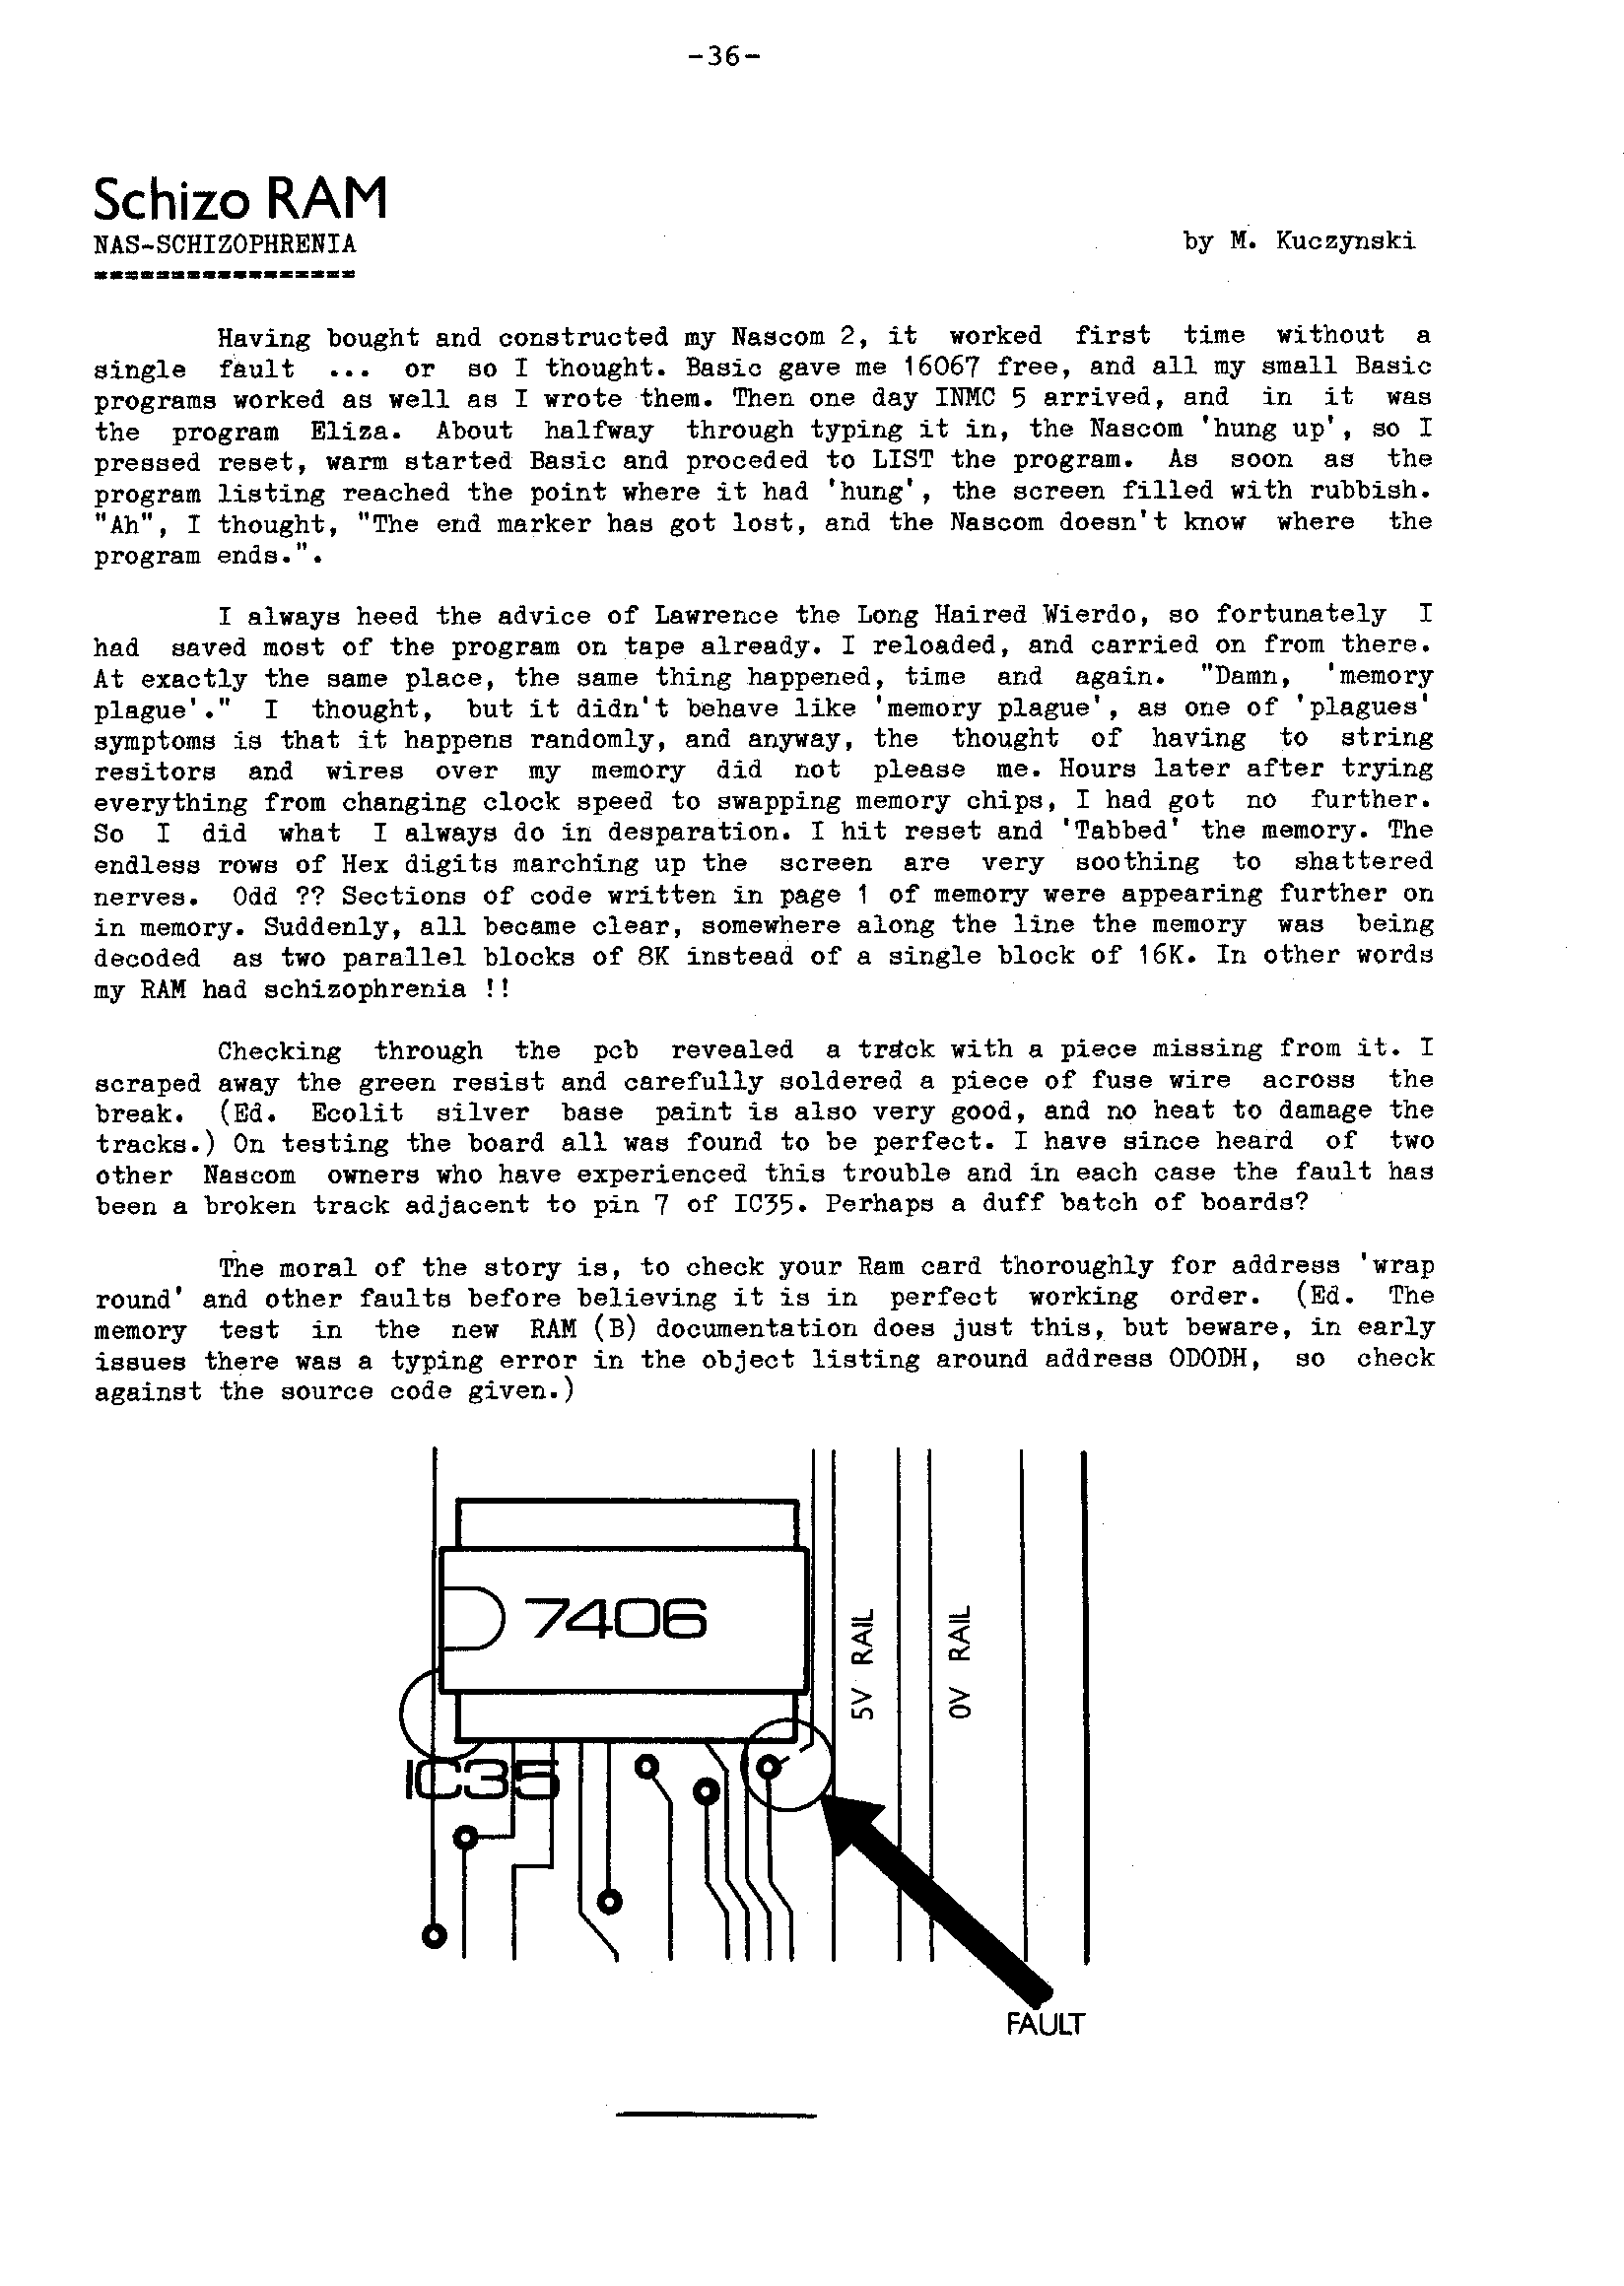 -36-
Schizo RAM
NAS-SCHIZOPHRENIA
by M. Kuczynski
==================
Having bought and constructed my Nascom 2, it worked first time without a
single fault ... or so I thought. Basic gave me 16067 free, and all my small Basic
programs worked as well as I wrote them. Then one day INMC 5 arrived, and in it was
the program Eliza. About halfway through typing it in, the Nascom 'hung up', so I
pressed reset, warm started Basic and proceded to LIST the program. As soon as the
program listing reached the point where it had 'hung', the screen filled with rubbish.
"Ah", I thought, "The end marker has got lost, and the Nascom doesn't know where the
program ends.".
I always heed the advice of Lawrence the Long Haired Wierdo, so fortunately I
had saved most of the program on tape already. I reloaded, and carried on from there.
At exactly the same place, the same thing happened, time and again. "Damn, 'memory
plague'." I thought, but it didn't behave like 'memory plague', as one of 'plagues'
symptoms is that it happens randomly, and anyway, the thought of having to string
resitors and wires over my memory did not please me. Hours later after trying
everything from changing clock speed to swapping memory chips, I had got no further.
So I did what I always do in desparation. I hit reset and 'Tabbed' the memory. The
endless rows of Hex digits marching up the screen are very soothing to shattered
nerves. Odd ?? Sections of code written in page 1 of memory were appearing further on
in memory. Suddenly, all became clear, somewhere along the line the memory was being
decoded as two parallel blocks of 8K instead of a single block of 16K. In other words
my RAM had schizophrenia !!
Checking through the pcb revealed a track with a piece missing from it. I
scraped away the green resist and carefully soldered a piece of fuse wire across the
break. (Ed. Ecolit silver base paint is also very good, and no heat to damage the
tracks.) On testing the board all was found to be perfect. I have since heard of two
other Nascom owners who have experienced this trouble and in each case the fault has
been a broken track adjacent to pin 7 of IC35. Perhaps a duff batch of boards?
The moral of the story is, to check your Ram card thoroughly for address 'wrap
round' and other faults before believing it is in perfect working order. (Ed. The
memory test in the new RAM (B) documentation does just this, but beware, in early
issues there was a typing error in the object listing around address ODODH, so check
against the source code given.)
7406
5V RAIL
0V RAIL
IC35
FAULT